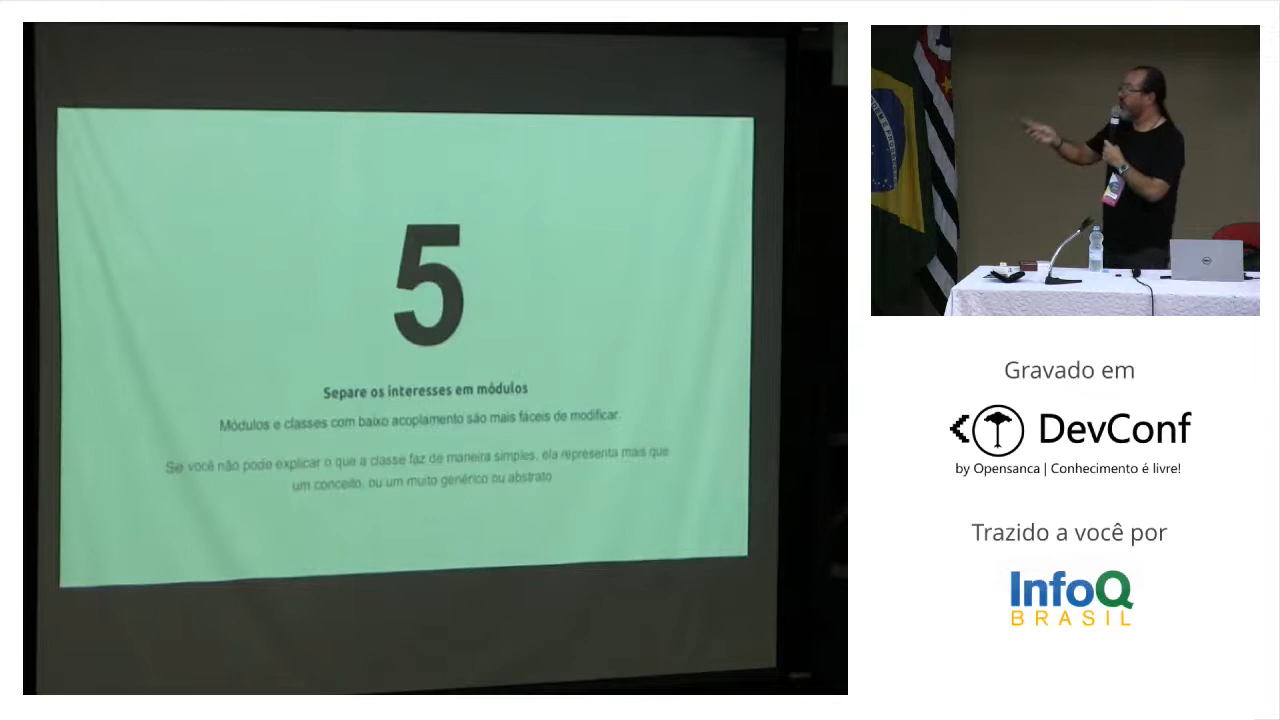 5
Separe os interesses em módulos
Módulos e classes com baixo acoplamento são mais fáceis de modificar.
Se você não pode explicar o que a classe faz de maneira simples, ela representa mais que
um conceito, ou um muito genérico ou abstrato
Gravado em
DevConf
by Opensanca | Conhecimento é livre!
Trazido a você por
InfoQ
BRASIL